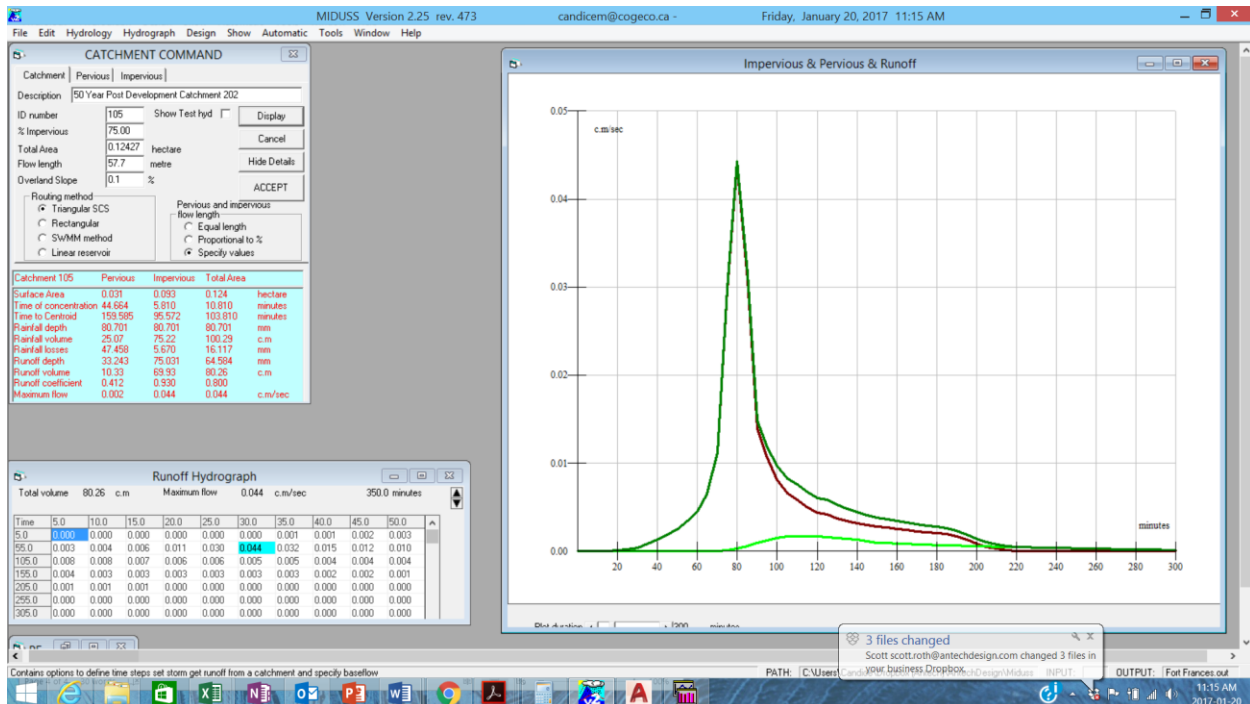 MIDUSS Version 2.25 rev. 473 candicem@cogeco.ca - Friday, January 20, 2017 11:15 AM
File Edit Hydrology Hydrograph Design Show Automatic Tools Window Help
CATCHMENT COMMAND
Catchment Pervious Impervious
Description 50 Year Post Development Catchment 202
ID number 105 Show Test hyd Display
% Impervious 75.00 Cancel
Total Area 0.12427 hectare
Flow length 57.7 metre Hide Details
Overland Slope 0.1 % ACCEPT
Routing method Pervious and impervious flow length
Triangular SCS Equal length
Rectangular Proportional to %
SWMM method Specify values
Linear reservoir
Catchment 105 Pervious Impervious Total Area
Surface Area 0.031 0.093 0.124 hectare
Time of concentration 44.664 5.810 10.810 minutes
Time to Centroid 159.585 95.572 103.810 minutes
Rainfall depth 80.701 80.701 80.701 mm
Rainfall volume 25.07 75.22 100.29 c.m
Rainfall losses 47.458 5.670 16.117 mm
Runoff depth 33.243 75.031 64.584 mm
Runoff volume 10.33 69.93 80.26 c.m
Runoff coefficient 0.412 0.930 0.800
Maximum flow 0.002 0.044 0.044 c.m/sec
Runoff Hydrograph
Total volume 80.26 c.m Maximum flow 0.044 c.m/sec 350.0 minutes
Time 5.0 10.0 15.0 20.0 25.0 30.0 35.0 40.0 45.0 50.0
5.0 0.000 0.000 0.000 0.000 0.000 0.000 0.001 0.001 0.002 0.003
55.0 0.003 0.004 0.006 0.011 0.030 0.044 0.032 0.015 0.012 0.010
105.0 0.008 0.008 0.007 0.006 0.006 0.005 0.005 0.004 0.004 0.004
155.0 0.004 0.003 0.003 0.003 0.003 0.003 0.003 0.002 0.002 0.001
205.0 0.001 0.001 0.001 0.000 0.000 0.000 0.000 0.000 0.000 0.000
255.0 0.000 0.000 0.000 0.000 0.000 0.000 0.000 0.000 0.000 0.000
305.0 0.000 0.000 0.000 0.000 0.000 0.000 0.000 0.000 0.000 0.000
Impervious & Pervious & Runoff
0.05
c.m/sec
0.04
0.03
0.02
0.01
minutes
0.00
20 40 60 80 100 120 140 160 180 200 220 240 260 280 300
Plot duration 300 minutes
3 files changed
Scott scott.roth@antechdesign.com changed 3 files in
your business Dropbox.
Contains options to define time steps set storm get runoff from a catchment and specify baseflow PATH: C:\Users\ INPUT: OUTPUT: Fort Frances.out
11:15 AM
2017-01-20